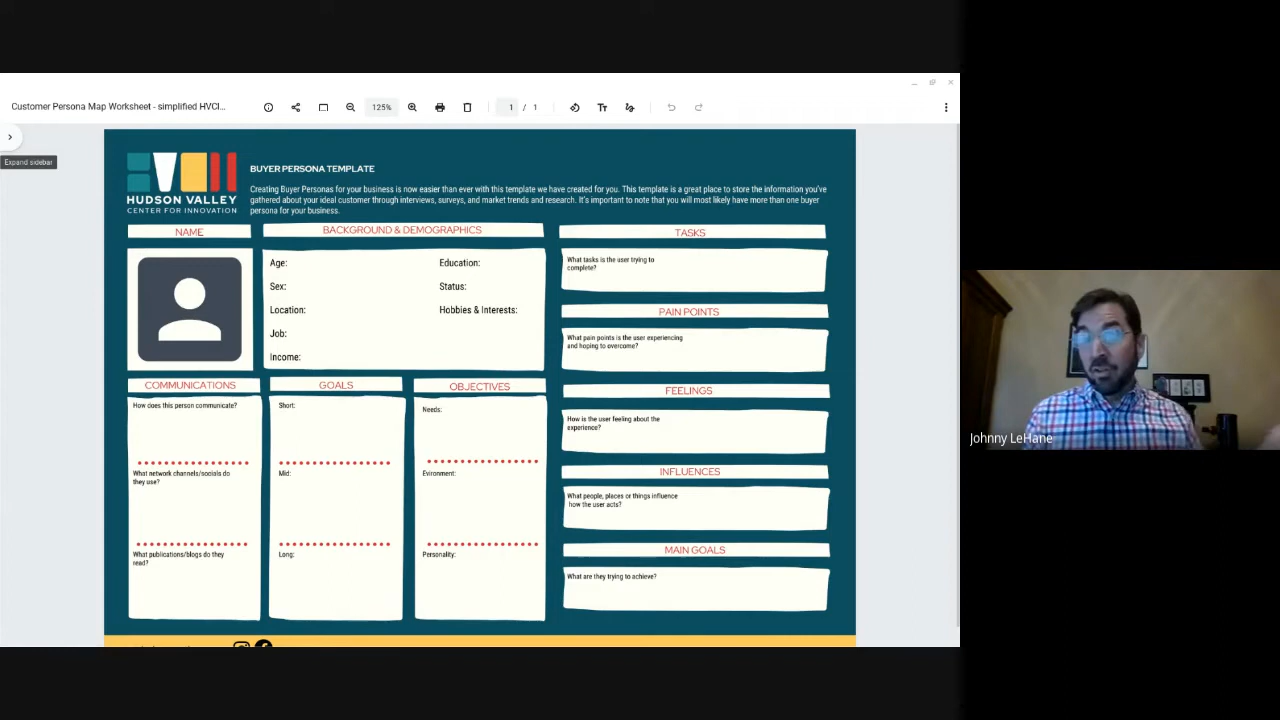 Customer Persona Map Worksheet - simplified HVCI...
125%
1 / 1
Expand sidebar
HUDSON VALLEY
CENTER FOR INNOVATION
BUYER PERSONA TEMPLATE
Creating Buyer Personas for your business is now easier than ever with this template we have created for you. This template is a great place to store the information you've
gathered about your ideal customer through interviews, surveys, and market trends and research. It's important to note that you will most likely have more than one buyer
persona for your business.
NAME
BACKGROUND & DEMOGRAPHICS
Age:
Sex:
Location:
Job:
Income:
Education:
Status:
Hobbies & Interests:
COMMUNICATIONS
How does this person communicate?
What network channels/socials do
they use?
What publications/blogs do they
read?
GOALS
Short:
Mid:
Long:
OBJECTIVES
Needs:
Evironment:
Personality:
TASKS
What tasks is the user trying to
complete?
PAIN POINTS
What pain points is the user experiencing
and hoping to overcome?
FEELINGS
How is the user feeling about the
experience?
INFLUENCES
What people, places or things influence
how the user acts?
MAIN GOALS
What are they trying to achieve?
Johnny LeHane